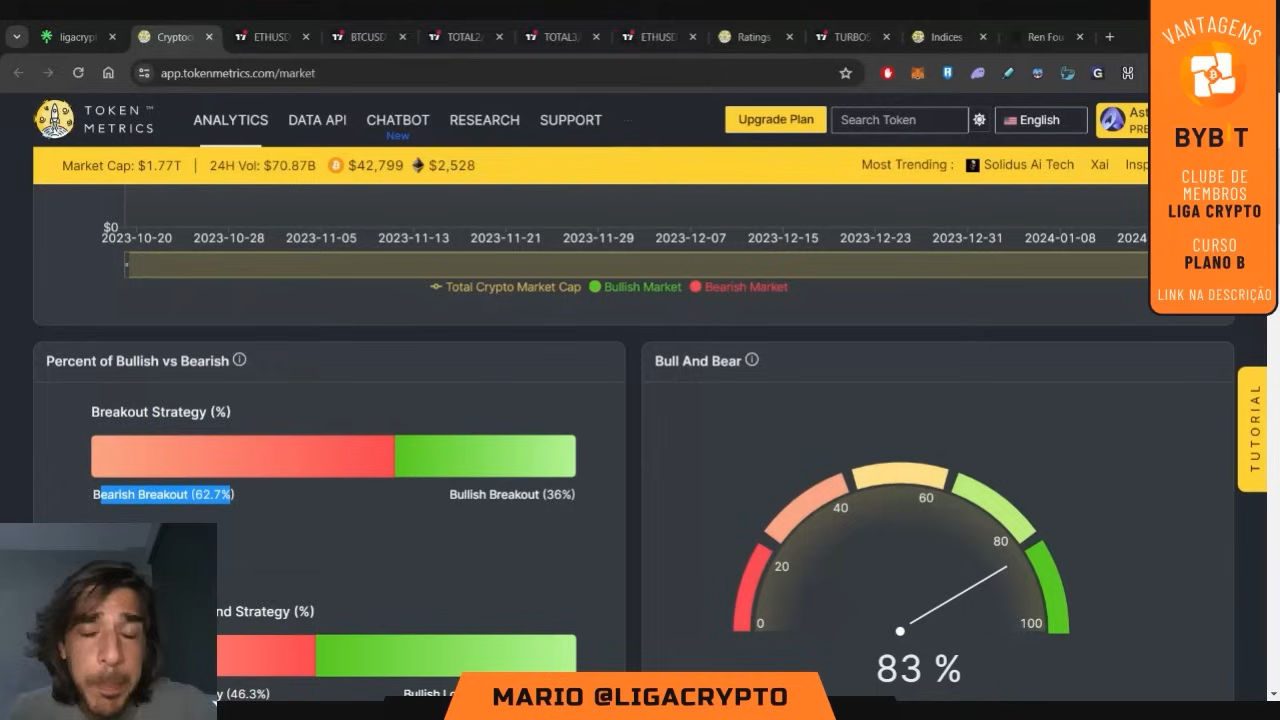 ligacryp
Cryptoc
ETHUSD
BTCUSD
TOTAL2
TOTAL3
ETHUSD
Ratings
TURBOS
Indices
Ren Fou
app.tokenmetrics.com/market
TOKEN ™
METRICS
ANALYTICS
DATA API
CHATBOT
New
RESEARCH
SUPPORT
Upgrade Plan
Search Token
English
Ast
PRE
Market Cap: $1.77T
24H Vol: $70.87B
$42,799
$2,528
Most Trending :
Solidus Ai Tech
Xai
Insp
$0
2023-10-20 2023-10-28 2023-11-05 2023-11-13 2023-11-21 2023-11-29 2023-12-07 2023-12-15 2023-12-23 2023-12-31 2024-01-08 2024
Total Crypto Market Cap Bullish Market Bearish Market
Percent of Bullish vs Bearish
Breakout Strategy (%)
Bearish Breakout (62.7%)
Bullish Breakout (36%)
nd Strategy (%)
y (46.3%)
Bull And Bear
0
20
40
60
80
100
83 %
TUTORIAL
VANTAGENS
BYBIT
CLUBE DE
MEMBROS
LIGA CRYPTO
CURSO
PLANO B
LINK NA DESCRIÇÃO
MARIO @LIGACRYPTO